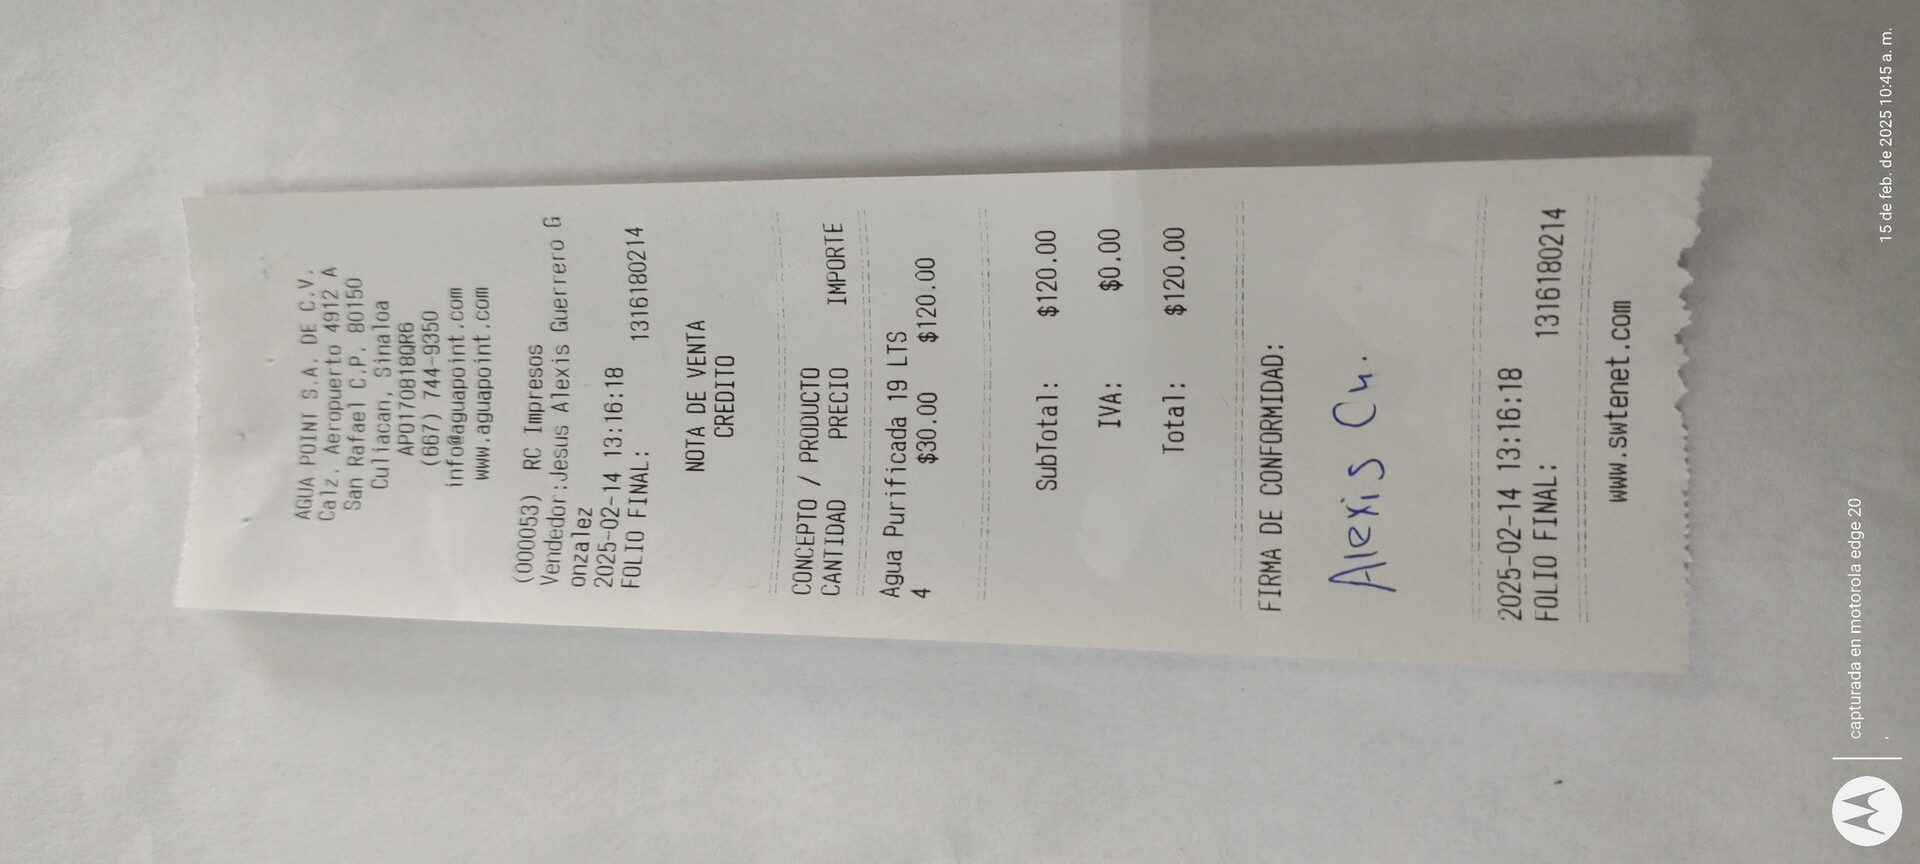 AGUA POINT S.A. DE C.V.
Calz. Aeropuerto 4912 A
San Rafael C.P. 80150
Culiacan, Sinaloa
APO170818QR6
(667) 744-9350
info@aguapoint.com
www.aguapoint.com
(000053) RC Impresos
Vendedor:Jesus Alexis Guerrero G
onzalez
2025-02-14 13:16:18
FOLIO FINAL: 1316180214
NOTA DE VENTA
CREDITO
CONCEPTO / PRODUCTO
CANTIDAD PRECIO IMPORTE
Agua Purificada 19 LTS
4 $30.00 $120.00
SubTotal: $120.00
IVA: $0.00
Total: $120.00
FIRMA DE CONFORMIDAD:
Alexis Cu.
2025-02-14 13:16:18
FOLIO FINAL: 1316180214
www.swtenet.com
capturada en motorola edge 20
15 de feb. de 2025 10:45 a. m.